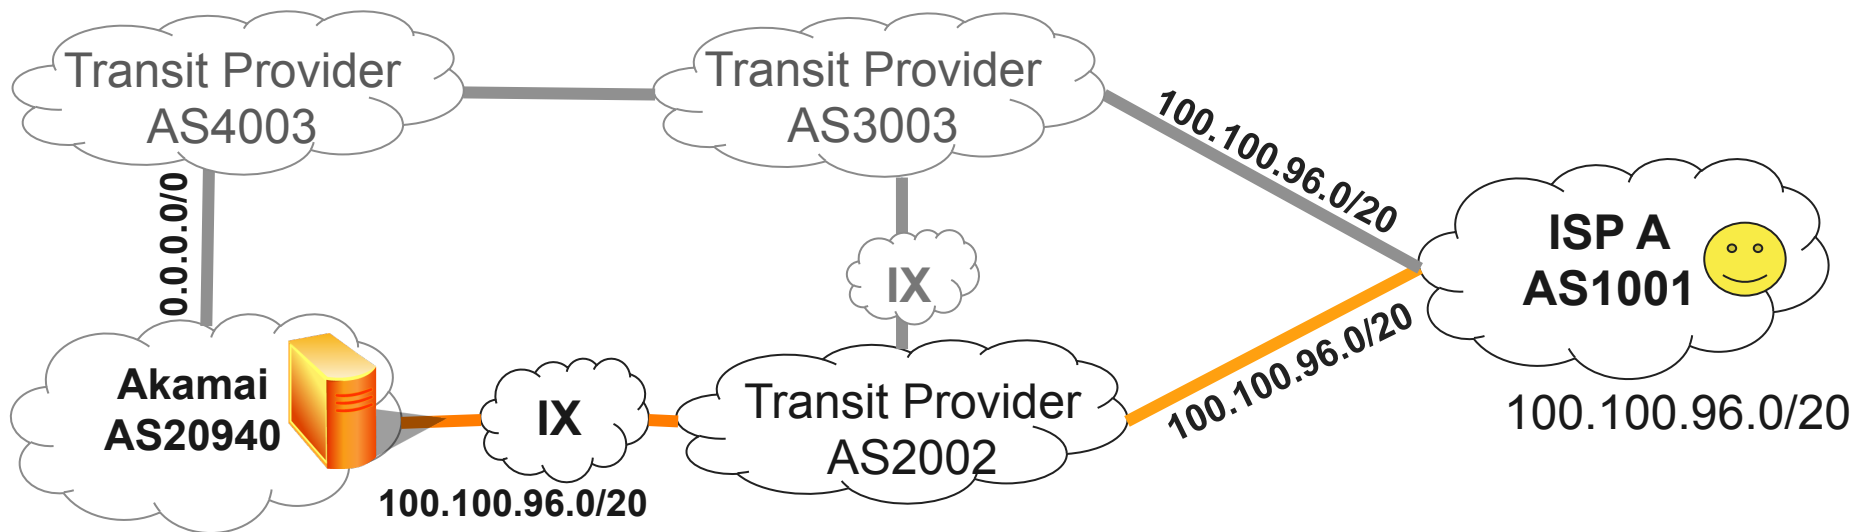 Transit Provider
AS4003
Transit Provider
AS3003
100.100.96.0/20
0.0.0.0/0
ISP A
AS1001
IX
100.100.96.0/20
Akamai
AS20940
IX
Transit Provider
AS2002
100.100.96.0/20
100.100.96.0/20